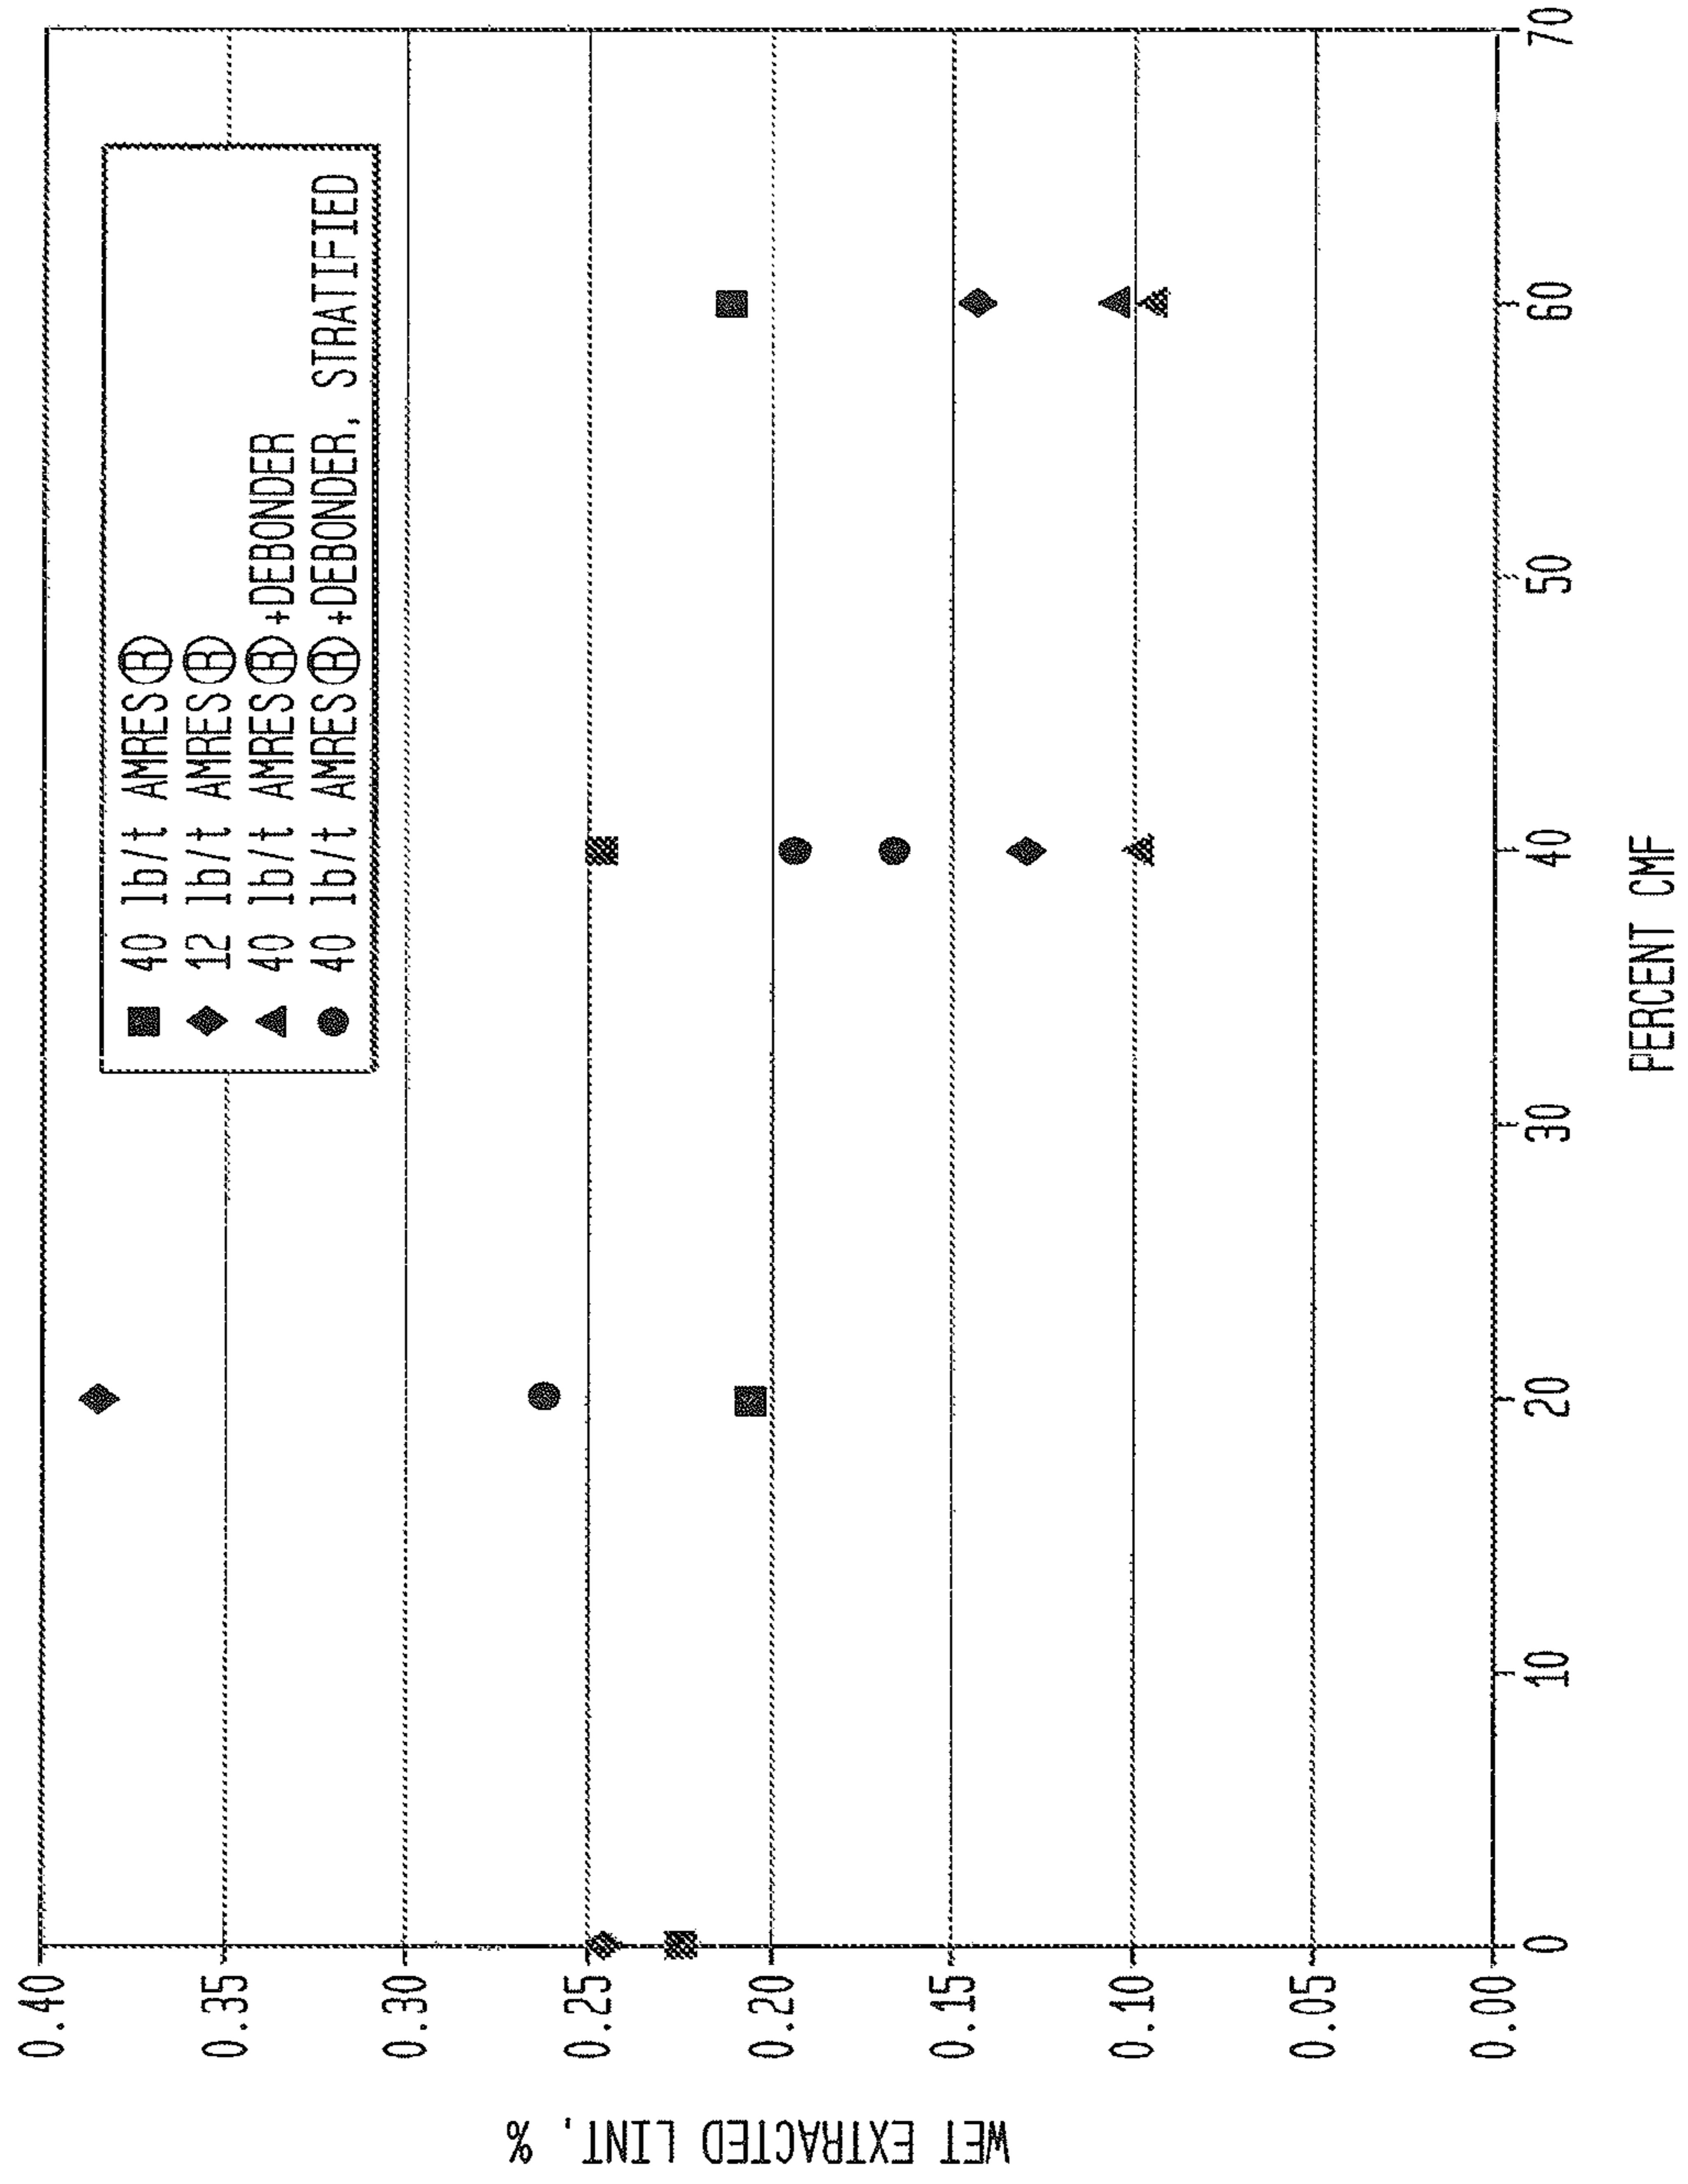 40 lb/t AMRES®
12 lb/t AMRES®
40 lb/t AMRES®+DEBONDER
40 lb/t AMRES®+DEBONDER, STRATIFIED
WET EXTRACTED LINT, %
0.40
0.35
0.30
0.25
0.20
0.15
0.10
0.05
0.00
0 10 20 30 40 50 60 70
PERCENT CMF